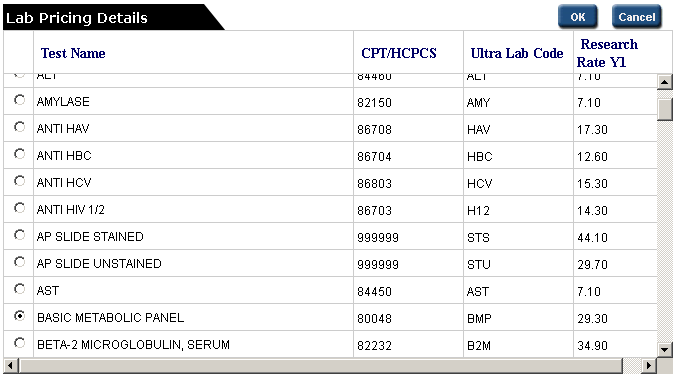 Lab Pricing Details OK Cancel
Test Name CPT/HCPCS Ultra Lab Code Research
Rate Y1
ALT 84460 ALT 7.10
AMYLASE 82150 AMY 7.10
ANTI HAV 86708 HAV 17.30
ANTI HBC 86704 HBC 12.60
ANTI HCV 86803 HCV 15.30
ANTI HIV 1/2 86703 H12 14.30
AP SLIDE STAINED 999999 STS 44.10
AP SLIDE UNSTAINED 999999 STU 29.70
AST 84450 AST 7.10
BASIC METABOLIC PANEL 80048 BMP 29.30
BETA-2 MICROGLOBULIN, SERUM 82232 B2M 34.90